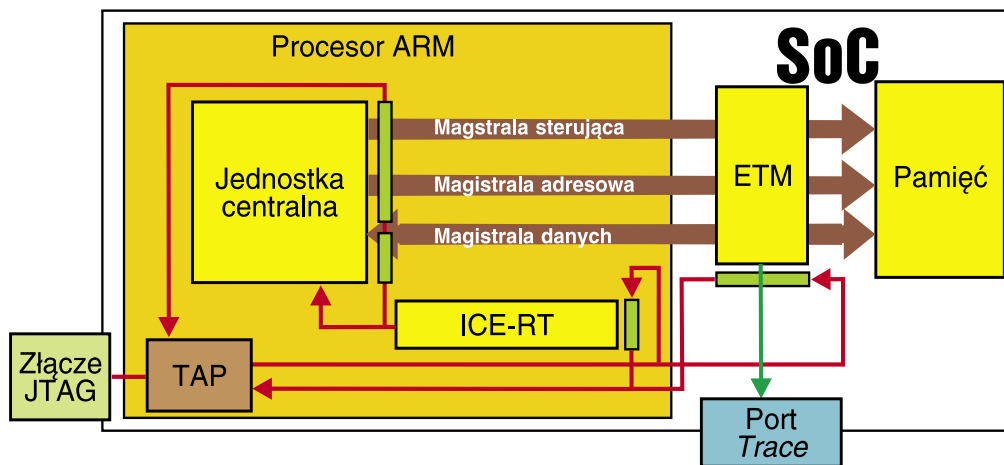 Procesor ARM
SoC
Jednostka
centralna
Magstrala sterująca
Magistrala adresowa
Magistrala danych
ETM
Pamięć
ICE-RT
Złącze
JTAG
TAP
Port
Trace